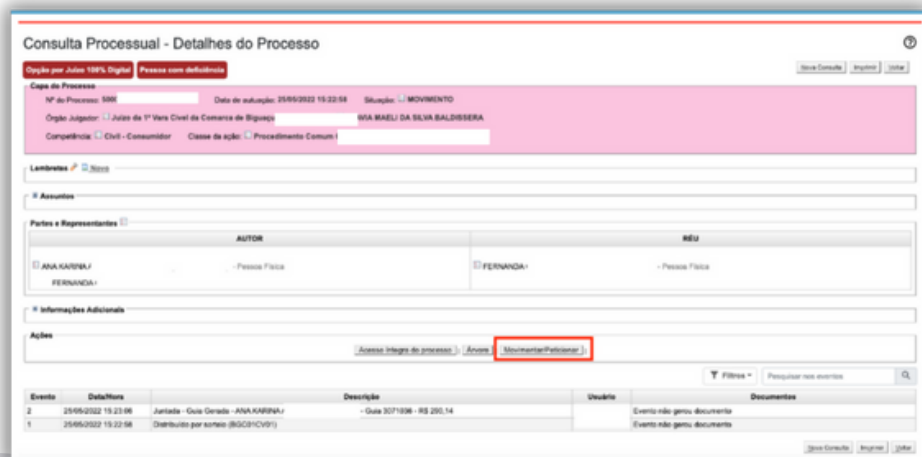 Consulta Processual - Detalhes do Processo
Opção por Juízo 100% Digital Pessoa com deficiência
Nova Consulta Imprimir Voltar
Capa do Processo
Nº do Processo: 500 Data de autuação: 25/05/2022 15:22:58 Situação: MOVIMENTO
Órgão Julgador: Juízo da 1ª Vara Cível da Comarca de Biguaçu MAELI DA SILVA BALDISSERA
Competência: Civil - Consumidor Classe da ação: Procedimento Comum
Lembretes Novo
Assuntos
Partes e Representantes
AUTOR RÉU
ANA KARINA - Pessoa Física FERNANDA - Pessoa Física
FERNANDA
Informações Adicionais
Ações
Acesso íntegra do processo Árvore Movimentar/Peticionar
Filtros Pesquisar nos eventos
Evento Data/Hora Descrição Usuário Documentos
2 25/05/2022 15:23:06 Juntada - Guia Gerada - ANA KARINA - Guia 3071036 - R$ 200,14 Evento não gerou documento
1 25/05/2022 15:22:58 Distribuído por sorteio (BGC01CV01) Evento não gerou documento
Nova Consulta Imprimir Voltar